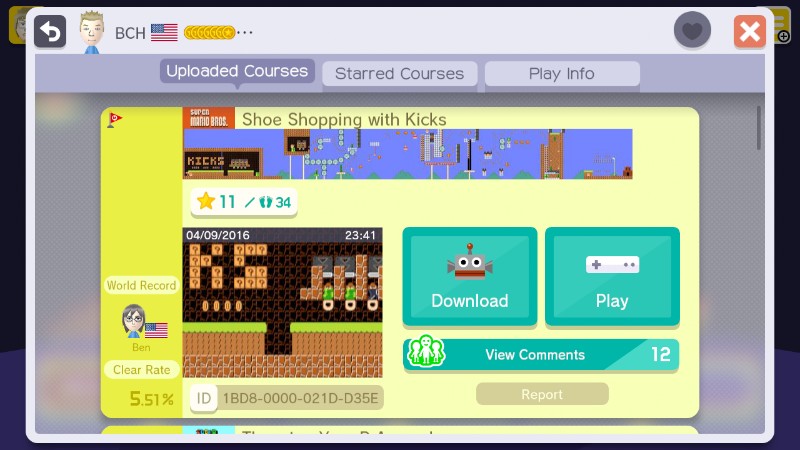 BCH ...
Uploaded Courses
Starred Courses
Play Info
SUPER
MARIO BROS.
Shoe Shopping with Kicks
KICKS
11 / 34
04/09/2016 23:41
KS
World Record
Ben
Clear Rate
5.51%
Download
Play
View Comments 12
ID 1BD8-0000-021D-D35E
Report